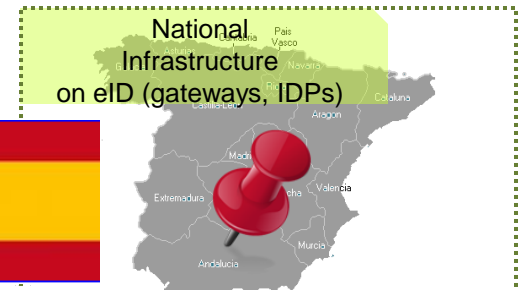 National
Infrastructure
on eID (gateways, IDPs)
Cantabria
Pais
Vasco
Asturias
Navarra
Castilla-León
Cataluna
Aragon
Madrid
Extremadura
Valencia
Murcia
Andalucia